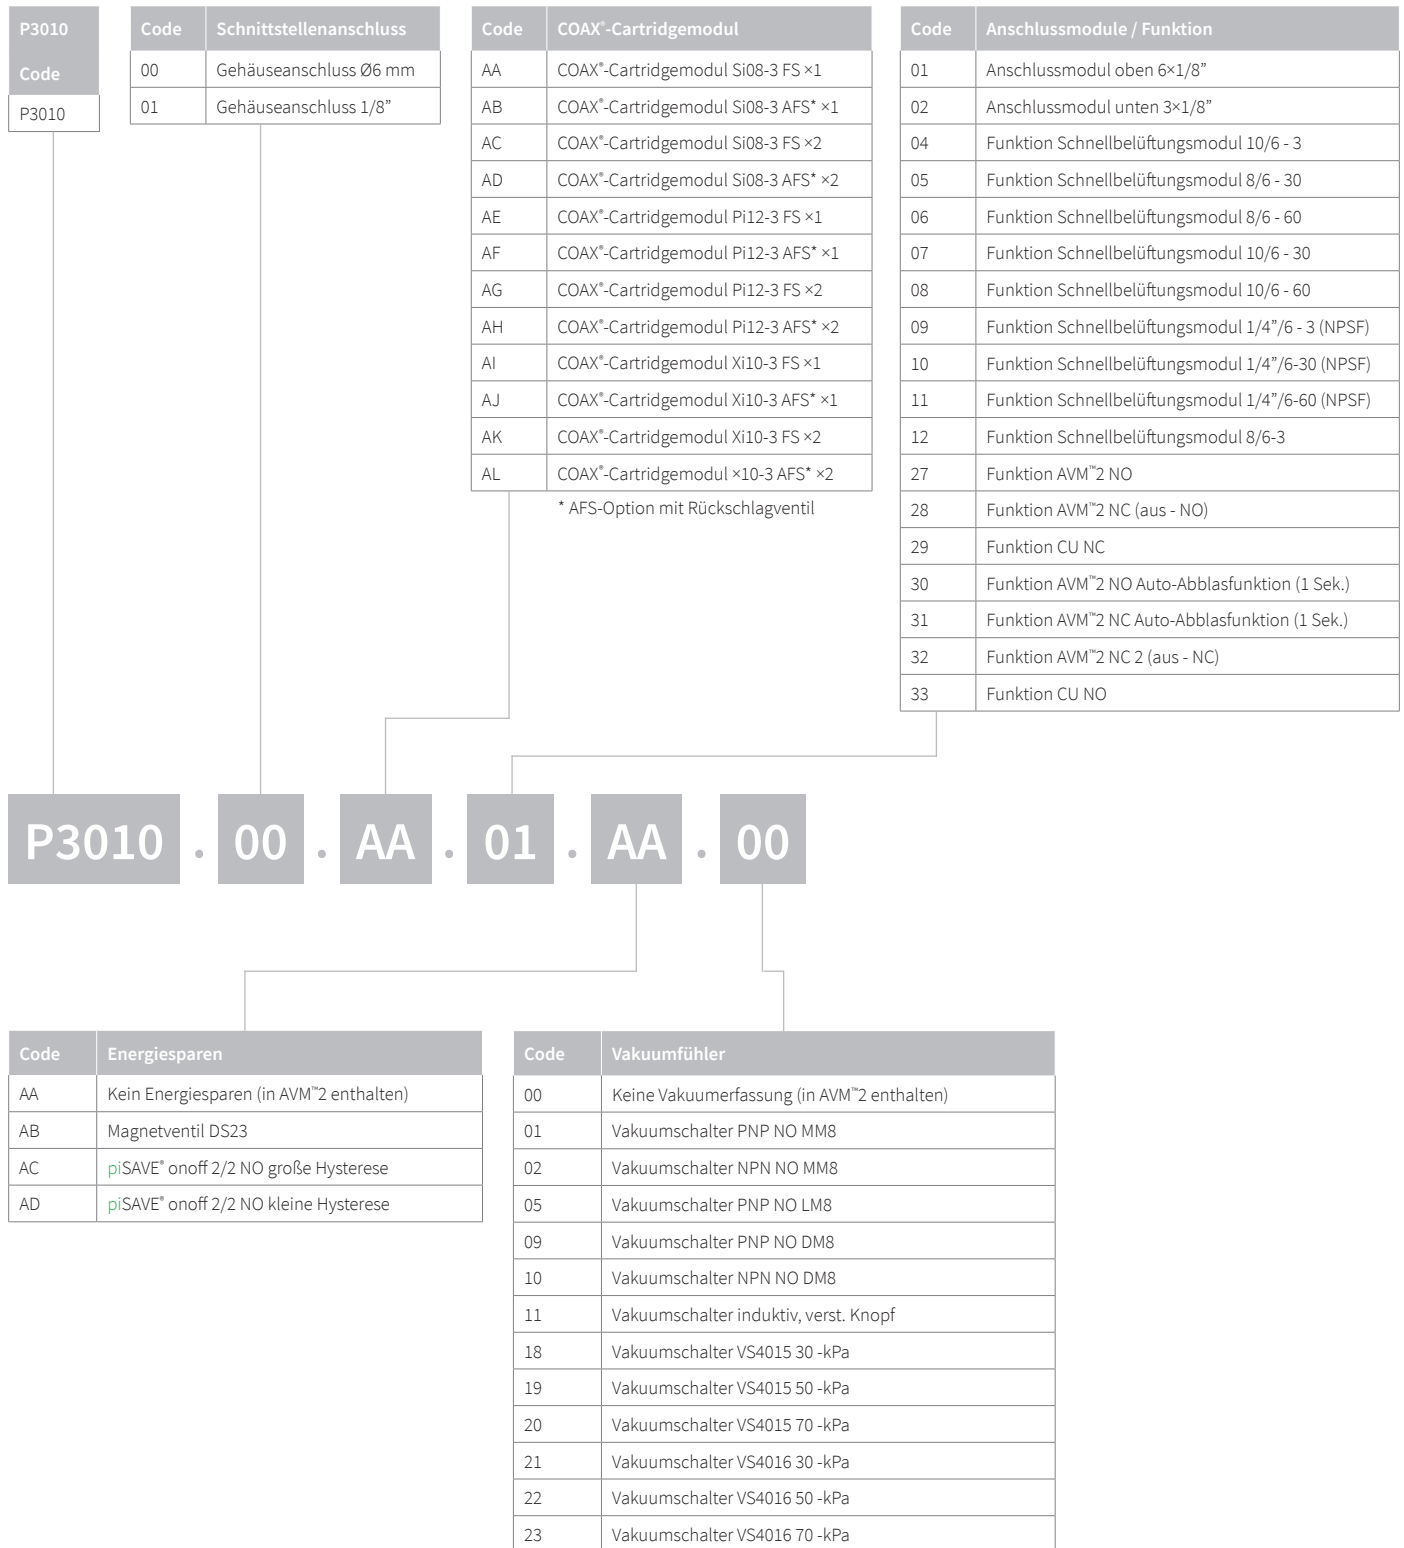 P3010
Code
P3010
Code Schnittstellenanschluss
00 Gehäuseanschluss Ø6 mm
01 Gehäuseanschluss 1/8”
Code COAX®-Cartridgemodul
AA COAX®-Cartridgemodul Si08-3 FS ×1
AB COAX®-Cartridgemodul Si08-3 AFS* ×1
AC COAX®-Cartridgemodul Si08-3 FS ×2
AD COAX®-Cartridgemodul Si08-3 AFS* ×2
AE COAX®-Cartridgemodul Pi12-3 FS ×1
AF COAX®-Cartridgemodul Pi12-3 AFS* ×1
AG COAX®-Cartridgemodul Pi12-3 FS ×2
AH COAX®-Cartridgemodul Pi12-3 AFS* ×2
AI COAX®-Cartridgemodul Xi10-3 FS ×1
AJ COAX®-Cartridgemodul Xi10-3 AFS* ×1
AK COAX®-Cartridgemodul Xi10-3 FS ×2
AL COAX®-Cartridgemodul ×10-3 AFS* ×2
* AFS-Option mit Rückschlagventil
Code Anschlussmodule / Funktion
01 Anschlussmodul oben 6×1/8”
02 Anschlussmodul unten 3×1/8”
04 Funktion Schnellbelüftungsmodul 10/6 - 3
05 Funktion Schnellbelüftungsmodul 8/6 - 30
06 Funktion Schnellbelüftungsmodul 8/6 - 60
07 Funktion Schnellbelüftungsmodul 10/6 - 30
08 Funktion Schnellbelüftungsmodul 10/6 - 60
09 Funktion Schnellbelüftungsmodul 1/4”/6 - 3 (NPSF)
10 Funktion Schnellbelüftungsmodul 1/4”/6-30 (NPSF)
11 Funktion Schnellbelüftungsmodul 1/4”/6-60 (NPSF)
12 Funktion Schnellbelüftungsmodul 8/6-3
27 Funktion AVM™2 NO
28 Funktion AVM™2 NC (aus - NO)
29 Funktion CU NC
30 Funktion AVM™2 NO Auto-Abblasfunktion (1 Sek.)
31 Funktion AVM™2 NC Auto-Abblasfunktion (1 Sek.)
32 Funktion AVM™2 NC 2 (aus - NC)
33 Funktion CU NO
P3010 . 00 . AA . 01 . AA . 00
Code Energiesparen
AA Kein Energiesparen (in AVM™2 enthalten)
AB Magnetventil DS23
AC piSAVE® onoff 2/2 NO große Hysterese
AD piSAVE® onoff 2/2 NO kleine Hysterese
Code Vakuumfühler
00 Keine Vakuumerfassung (in AVM™2 enthalten)
01 Vakuumschalter PNP NO MM8
02 Vakuumschalter NPN NO MM8
05 Vakuumschalter PNP NO LM8
09 Vakuumschalter PNP NO DM8
10 Vakuumschalter NPN NO DM8
11 Vakuumschalter induktiv, verst. Knopf
18 Vakuumschalter VS4015 30 -kPa
19 Vakuumschalter VS4015 50 -kPa
20 Vakuumschalter VS4015 70 -kPa
21 Vakuumschalter VS4016 30 -kPa
22 Vakuumschalter VS4016 50 -kPa
23 Vakuumschalter VS4016 70 -kPa